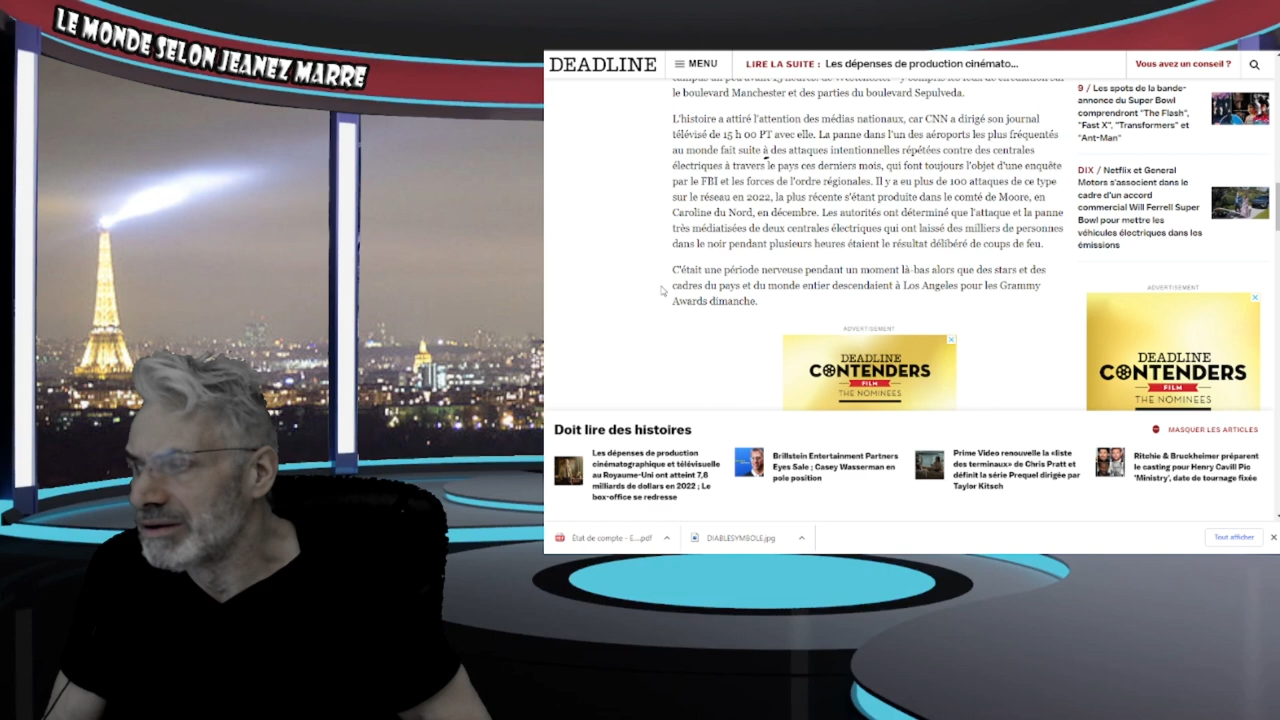 LE MONDE SELON JEANEZ MARRE
DEADLINE
MENU
LIRE LA SUITE : Les dépenses de production cinémato...
Vous avez un conseil ?
le boulevard Manchester et des parties du boulevard Sepulveda.
L'histoire a attiré l'attention des médias nationaux, car CNN a dirigé son journal
télévisé de 15 h 00 PT avec elle. La panne dans l'un des aéroports les plus fréquentés
au monde fait suite à des attaques intentionnelles répétées contre des centrales
électriques à travers le pays ces derniers mois, qui font toujours l'objet d'une enquête
par le FBI et les forces de l'ordre régionales. Il y a eu plus de 100 attaques de ce type
sur le réseau en 2022, la plus récente s'étant produite dans le comté de Moore, en
Caroline du Nord, en décembre. Les autorités ont déterminé que l'attaque et la panne
très médiatisées de deux centrales électriques qui ont laissé des milliers de personnes
dans le noir pendant plusieurs heures étaient le résultat délibéré de coups de feu.
C'était une période nerveuse pendant un moment là-bas alors que des stars et des
cadres du pays et du monde entier descendaient à Los Angeles pour les Grammy
Awards dimanche.
ADVERTISEMENT
DEADLINE
CONTENDERS
FILM
THE NOMINEES
9 / Les spots de la bande-
annonce du Super Bowl
comprendront "The Flash",
"Fast X", "Transformers" et
"Ant-Man"
DIX / Netflix et General
Motors s'associent dans le
cadre d'un accord
commercial Will Ferrell Super
Bowl pour mettre les
véhicules électriques dans les
émissions
ADVERTISEMENT
DEADLINE
CONTENDERS
FILM
THE NOMINEES
Doit lire des histoires
MASQUER LES ARTICLES
Les dépenses de production
cinématographique et télévisuelle
au Royaume-Uni ont atteint 7,8
milliards de dollars en 2022 ; Le
box-office se redresse
Brillstein Entertainment Partners
Eyes Sale ; Casey Wasserman en
pole position
Prime Video renouvelle la «liste
des terminaux» de Chris Pratt et
définit la série Prequel dirigée par
Taylor Kitsch
Ritchie & Bruckheimer préparent
le casting pour Henry Cavill Pic
'Ministry', date de tournage fixée
État de compte - E....pdf
DIABLESYMBOLE.jpg
Tout afficher